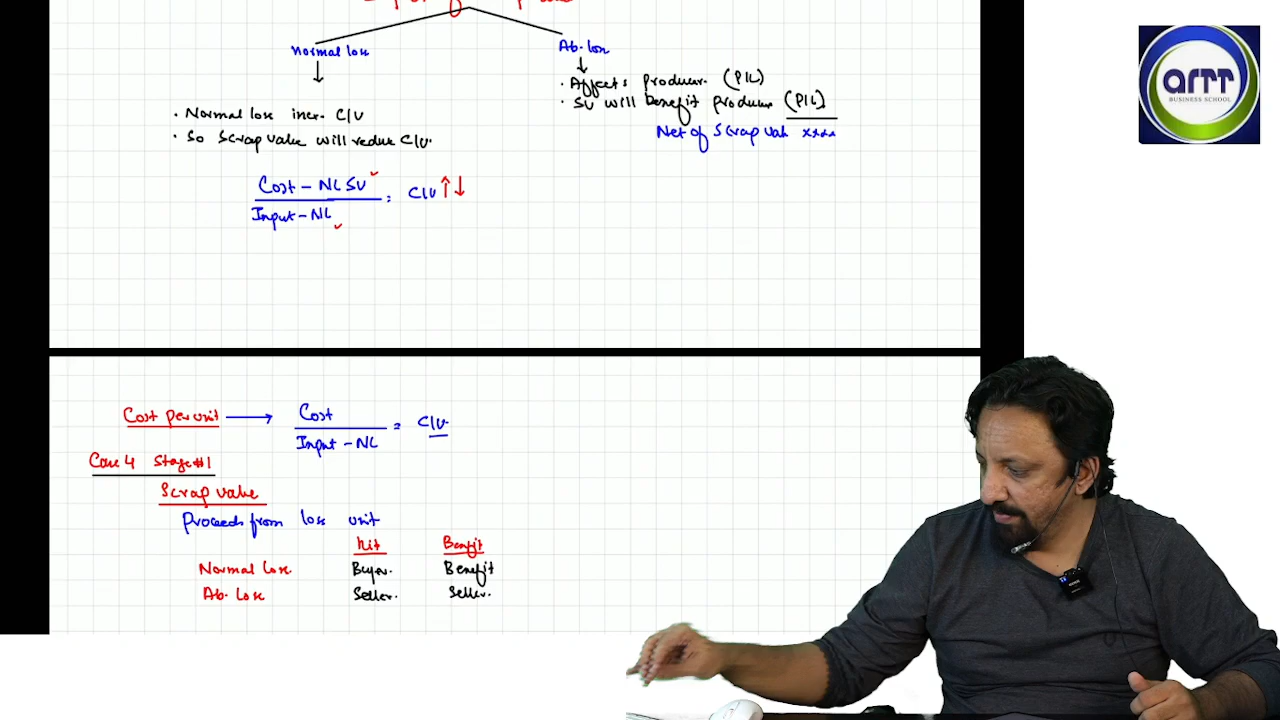 Normal loss
Ab. loss
· Normal loss incr. C/U
· So Scrap value will reduce C/U.
· Affects producer. (P/L)
· SV will benefit producer (P/L)
Net of Scrap vah xxxx
Cost - NL SV
Input - NL
= C/U ↑↓
Cost per unit → Cost
Input - NL
= C/U.
Case 4 Stage #1
Scrap value
Proceeds from loss unit
Hit Benefit
Normal Loss. Buyer. Benefit
Ab. Loss Seller. Seller.
ARTT
BUSINESS SCHOOL